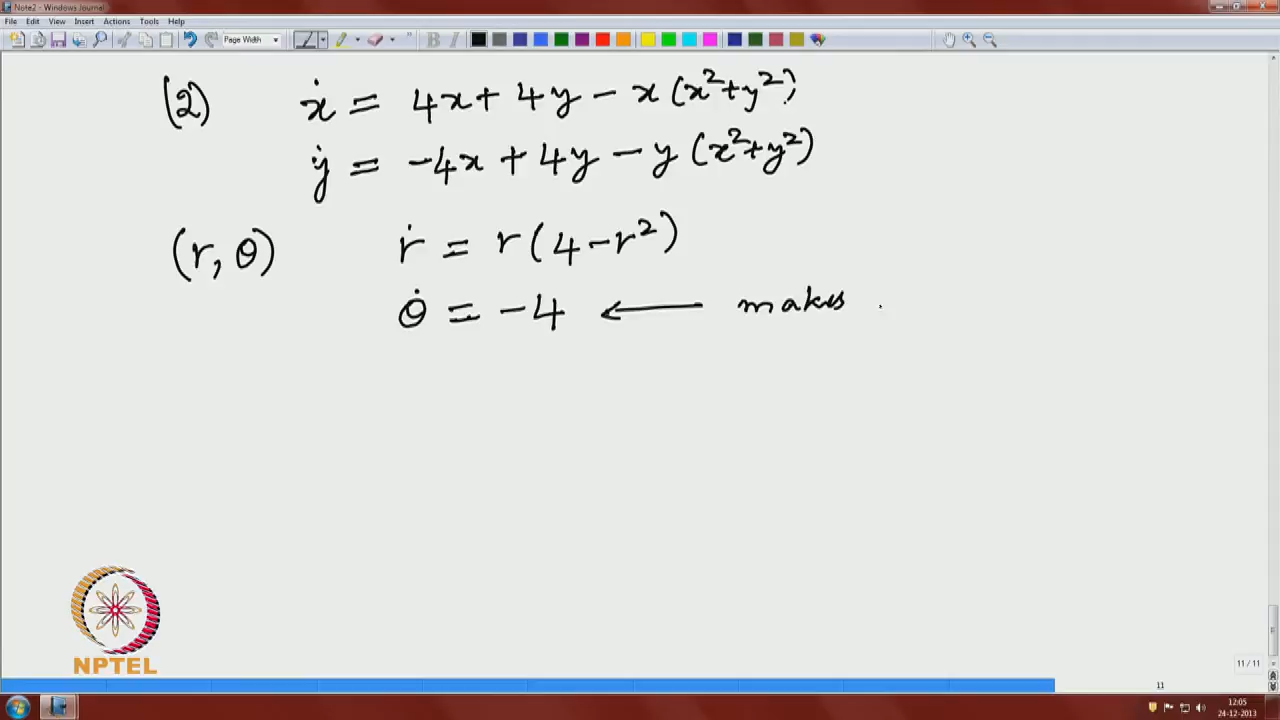 Note2 - Windows Journal
File Edit View Insert Actions Tools Help
Page Width B I
(2) ẋ = 4x + 4y − x(x²+y²)
ẏ = −4x + 4y − y(x²+y²)
(r, θ) ṙ = r(4−r²)
θ̇ = −4 ← makes
NPTEL
11/11
11
12:05
24-12-2013